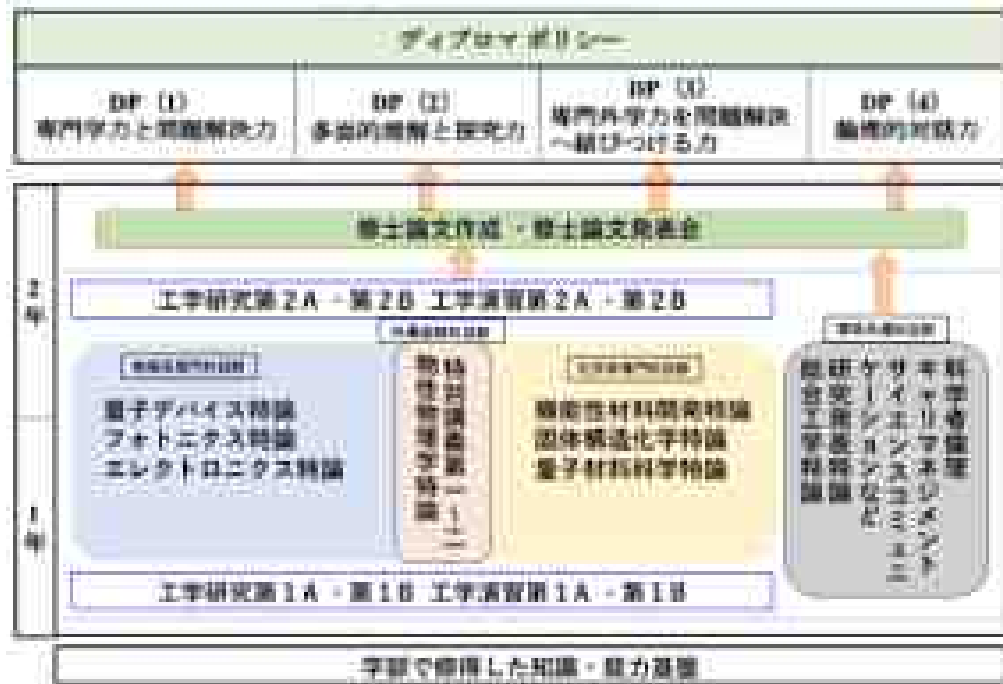 ディプロマポリシー
DP (1)
専門学力と問題解決力
DP (2)
多面的理解と探究力
DP (3)
専門外学力を問題解決
へ結びつける力
DP (4)
論理的対話力
修士論文作成・修士論文発表会
2年
工学研究第2A・第2B 工学演習第2A・第2B
量子デバイス特論
フォトニクス特論
エレクトロニクス特論
物性物理学特論
機能性材料開発特論
固体構造化学特論
量子材料科学特論
科学者倫理
キャリアマネジメント
サイエンスコミュニ
ケーションなど
研究開発特論
総合工学特論
1年
工学研究第1A・第1B 工学演習第1A・第1B
学部で修得した知識・能力基盤